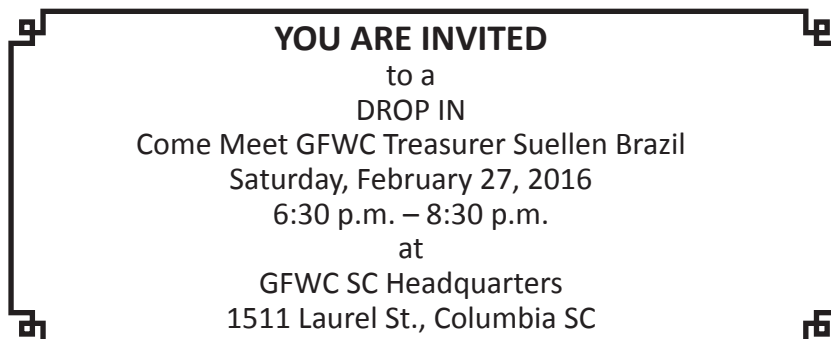 YOU ARE INVITED
to a
DROP IN
Come Meet GFWC Treasurer Suellen Brazil
Saturday, February 27, 2016
6:30 p.m. – 8:30 p.m.
at
GFWC SC Headquarters
1511 Laurel St., Columbia SC